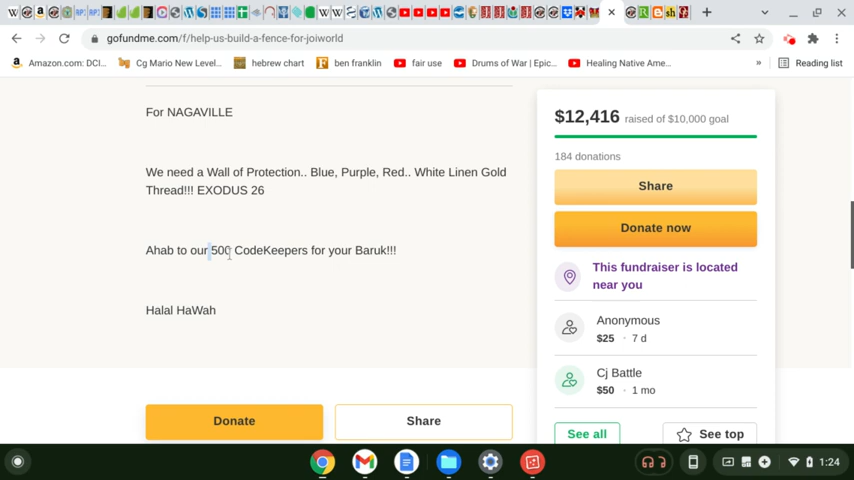 gofundme.com/f/help-us-build-a-fence-for-joiworld
Amazon.com: DCI...
Cg Mario New Level...
hebrew chart
ben franklin
fair use
Drums of War | Epic...
Healing Native Ame...
»
Reading list
For NAGAVILLE
We need a Wall of Protection.. Blue, Purple, Red.. White Linen Gold
Thread!!! EXODUS 26
Ahab to our 500 CodeKeepers for your Baruk!!!
Halal HaWah
Donate
Share
$12,416 raised of $10,000 goal
184 donations
Share
Donate now
This fundraiser is located
near you
Anonymous
$25 · 7 d
Cj Battle
$50 · 1 mo
See all
See top
1:24